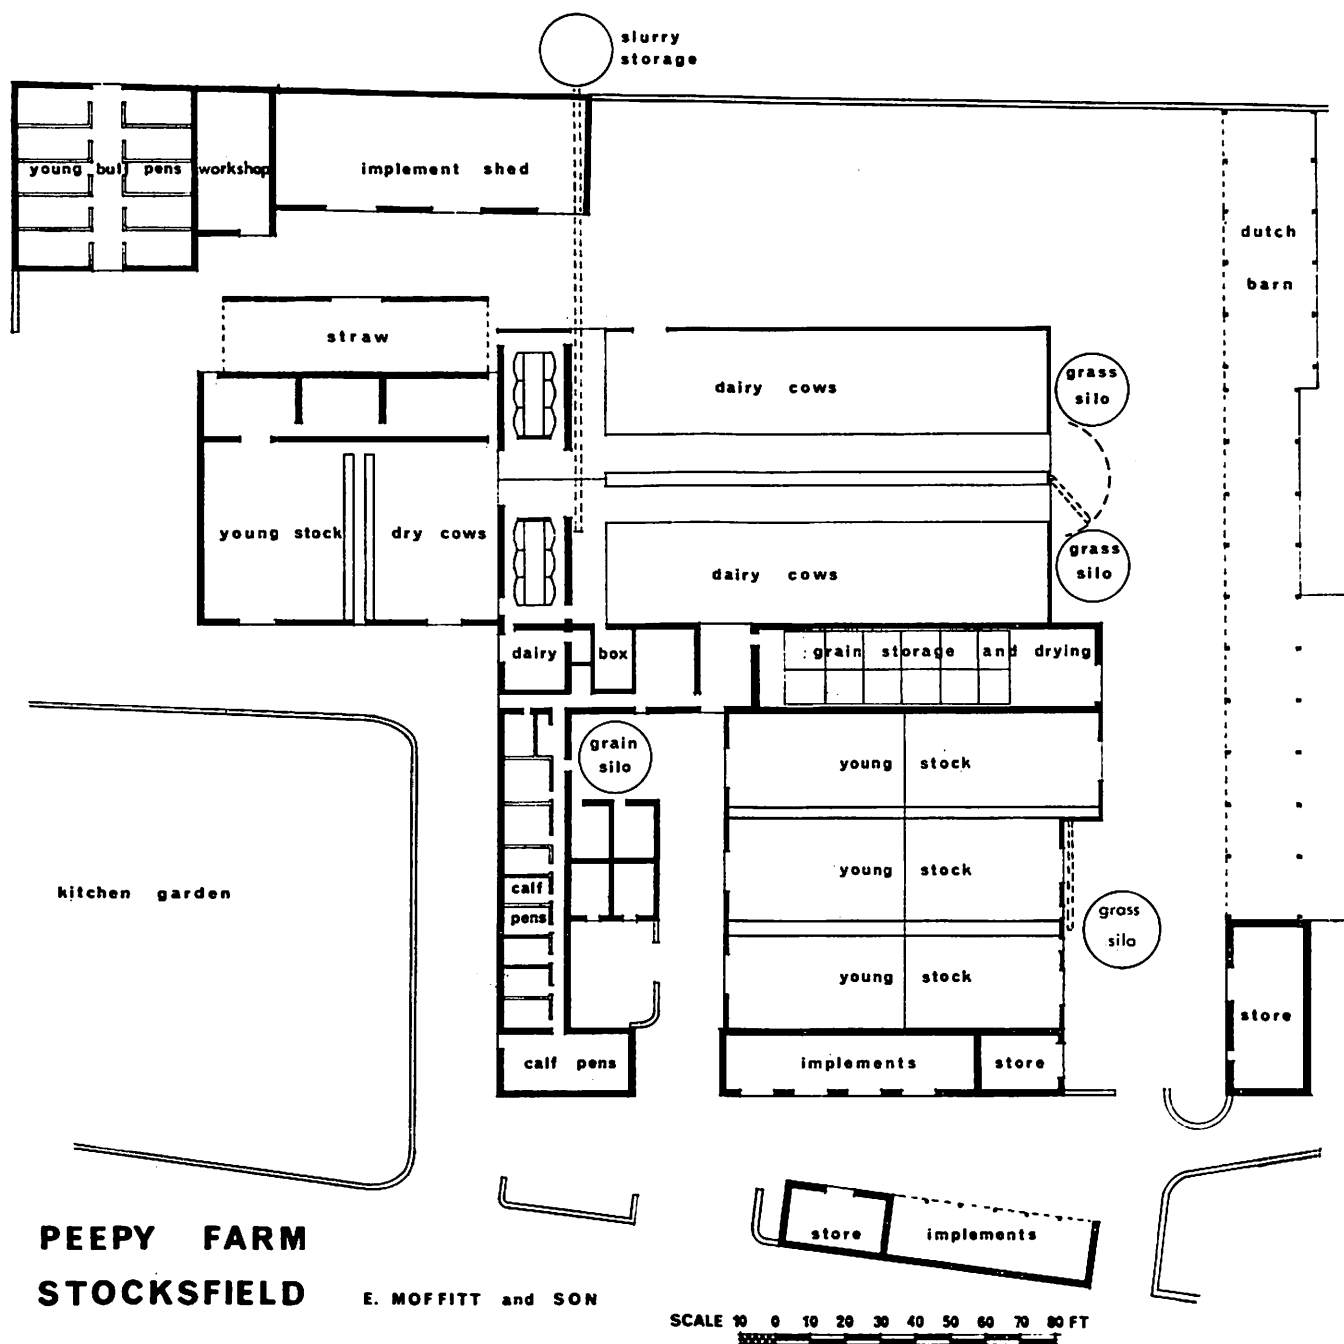 slurry
storage
young bull pens
workshop
implement shed
dutch
barn
straw
dairy cows
grass
silo
young stock
dry cows
dairy cows
grass
silo
dairy
box
grain storage and drying
grain
silo
young stock
kitchen garden
calf
pens
young stock
grass
silo
young stock
store
calf pens
implements
store
store
implements
PEEPY FARM
STOCKSFIELD
E. MOFFITT and SON
SCALE 10 0 10 20 30 40 50 60 70 80 FT